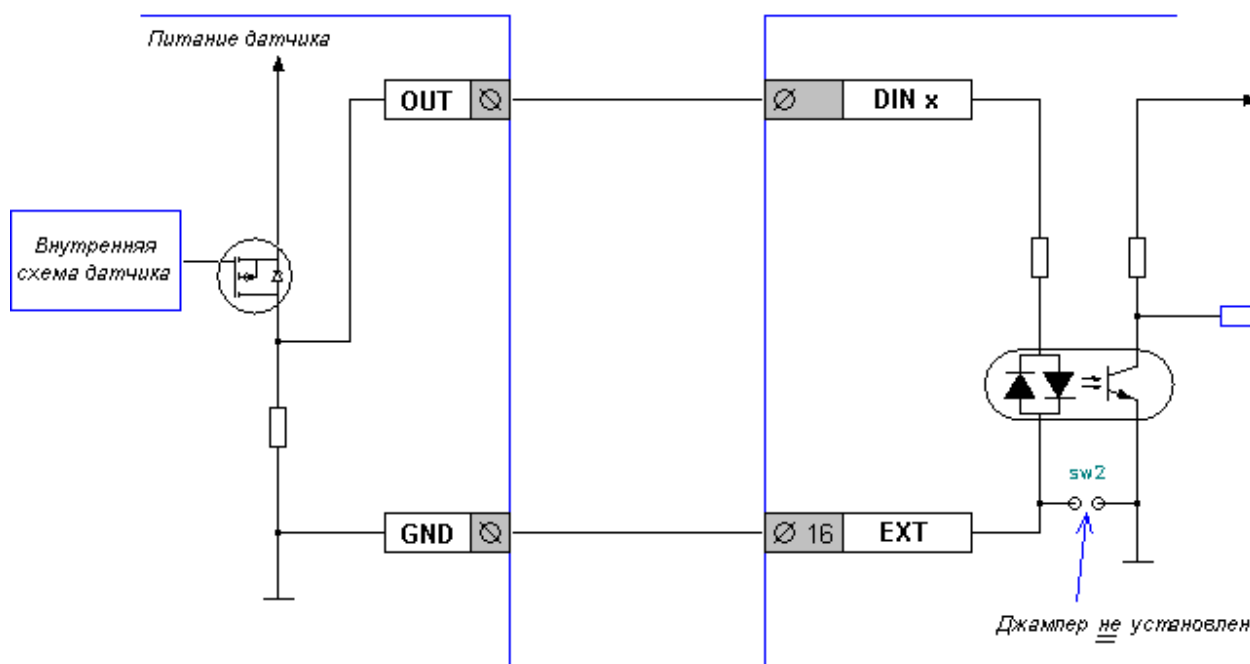 Питание датчика
OUT
DIN x
Внутренняя
схема датчика
sw2
GND
16
EXT
Джампер не установлен